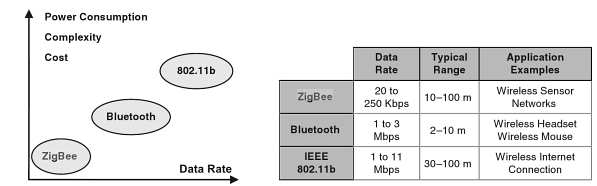 Power Consumption
Complexity
Cost
802.11b
Bluetooth
ZigBee
Data Rate
Data Rate
Typical Range
Application Examples
ZigBee
20 to 250 Kbps
10–100 m
Wireless Sensor Networks
Bluetooth
1 to 3 Mbps
2–10 m
Wireless Headset
Wireless Mouse
IEEE 802.11b
1 to 11 Mbps
30–100 m
Wireless Internet Connection